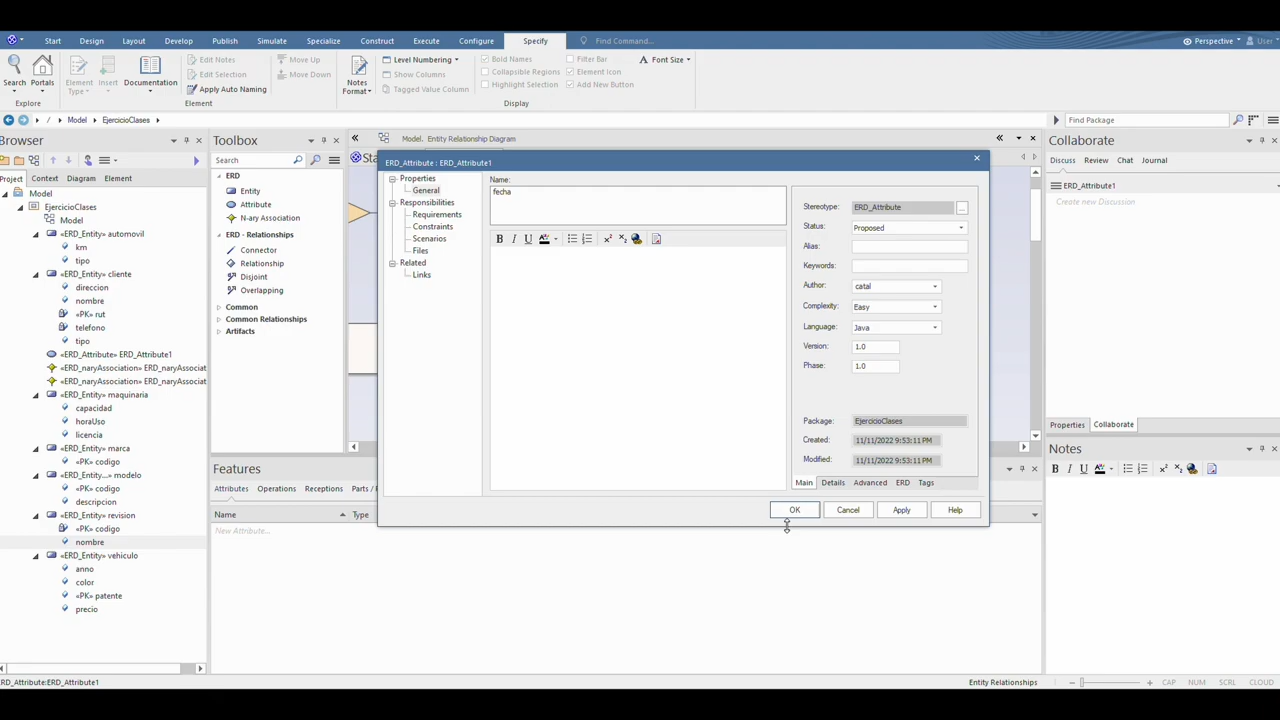 Start Design Layout Develop Publish Simulate Specialize Construct Execute Configure Specify Find Command... Perspective User
Search Portals Element Type Insert Documentation Edit Notes Edit Selection Apply Auto Naming Move Up Move Down Notes Format Level Numbering Show Columns Tagged Value Column Bold Names Collapsible Regions Highlight Selection Filter Bar Element Icon Add New Button Font Size
Explore Element Display
/ Model EjercicioClases Find Package
Browser
Project Context Diagram Element
Model
EjercicioClases
Model
«ERD_Entity» automovil
km
tipo
«ERD_Entity» cliente
direccion
nombre
«PK» rut
telefono
tipo
«ERD_Attribute» ERD_Attribute1
«ERD_naryAssociation» ERD_naryAssociat
«ERD_naryAssociation» ERD_naryAssociat
«ERD_Entity» maquinaria
capacidad
horaUso
licencia
«ERD_Entity» marca
«PK» codigo
«ERD_Entity...» modelo
«PK» codigo
descripcion
«ERD_Entity» revision
«PK» codigo
nombre
«ERD_Entity» vehiculo
anno
color
«PK» patente
precio
Toolbox
Search
ERD
Entity
Attribute
N-ary Association
ERD - Relationships
Connector
Relationship
Disjoint
Overlapping
Common
Common Relationships
Artifacts
Model. Entity Relationship Diagram
Sta
ERD_Attribute : ERD_Attribute1
Properties
General
Responsibilities
Requirements
Constraints
Scenarios
Files
Related
Links
Name:
fecha
B I U A
Stereotype: ERD_Attribute ...
Status: Proposed
Alias:
Keywords:
Author: catal
Complexity: Easy
Language: Java
Version: 1.0
Phase: 1.0
Package: EjercicioClases
Created: 11/11/2022 9:53:11 PM
Modified: 11/11/2022 9:53:11 PM
Main Details Advanced ERD Tags
OK Cancel Apply Help
Features
Attributes Operations Receptions Parts /
Name Type
New Attribute...
Collaborate
Discuss Review Chat Journal
ERD_Attribute1
Create new Discussion
Properties Collaborate
Notes
B I U A
RD_Attribute:ERD_Attribute1 Entity Relationships CAP NUM SCRL CLOUD